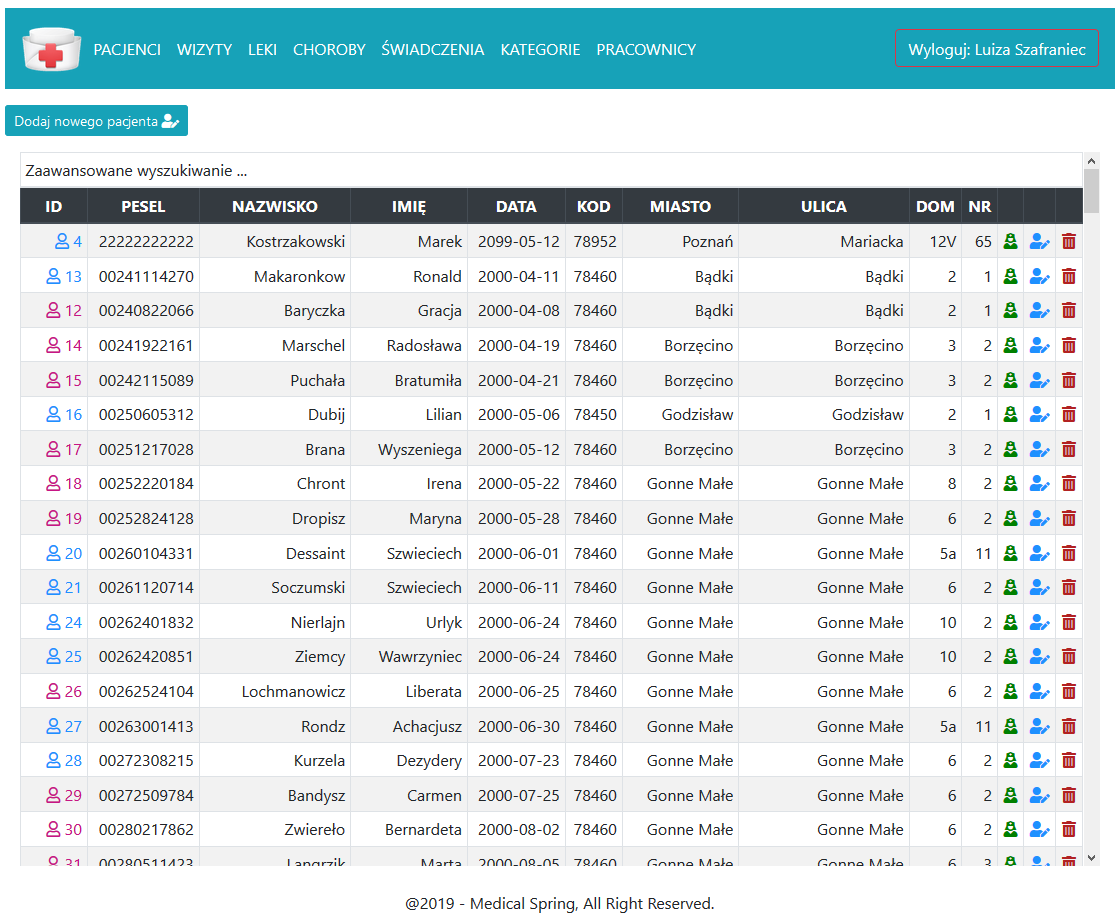 PACJENCI WIZYTY LEKI CHOROBY ŚWIADCZENIA KATEGORIE PRACOWNICY Wyloguj: Luiza Szafraniec
Dodaj nowego pacjenta
Zaawansowane wyszukiwanie ...
ID PESEL NAZWISKO IMIĘ DATA KOD MIASTO ULICA DOM NR
4 22222222222 Kostrzakowski Marek 2099-05-12 78952 Poznań Mariacka 12V 65
13 00241114270 Makaronkow Ronald 2000-04-11 78460 Bądki Bądki 2 1
12 00240822066 Baryczka Gracja 2000-04-08 78460 Bądki Bądki 2 1
14 00241922161 Marschel Radosława 2000-04-19 78460 Borzęcino Borzęcino 3 2
15 00242115089 Puchała Bratumiła 2000-04-21 78460 Borzęcino Borzęcino 3 2
16 00250605312 Dubij Lilian 2000-05-06 78450 Godzisław Godzisław 2 1
17 00251217028 Brana Wyszeniega 2000-05-12 78460 Borzęcino Borzęcino 3 2
18 00252220184 Chront Irena 2000-05-22 78460 Gonne Małe Gonne Małe 8 2
19 00252824128 Dropisz Maryna 2000-05-28 78460 Gonne Małe Gonne Małe 6 2
20 00260104331 Dessaint Szwieciech 2000-06-01 78460 Gonne Małe Gonne Małe 5a 11
21 00261120714 Soczumski Szwieciech 2000-06-11 78460 Gonne Małe Gonne Małe 6 2
24 00262401832 Nierlajn Urlyk 2000-06-24 78460 Gonne Małe Gonne Małe 10 2
25 00262420851 Ziemcy Wawrzyniec 2000-06-24 78460 Gonne Małe Gonne Małe 10 2
26 00262524104 Lochmanowicz Liberata 2000-06-25 78460 Gonne Małe Gonne Małe 6 2
27 00263001413 Rondz Achacjusz 2000-06-30 78460 Gonne Małe Gonne Małe 5a 11
28 00272308215 Kurzela Dezydery 2000-07-23 78460 Gonne Małe Gonne Małe 6 2
29 00272509784 Bandysz Carmen 2000-07-25 78460 Gonne Małe Gonne Małe 6 2
30 00280217862 Zwiereło Bernardeta 2000-08-02 78460 Gonne Małe Gonne Małe 6 2
31 00280511423 Langrzik Marta 2000-08-05 78460 Gonne Małe Gonne Małe 6 3
@2019 - Medical Spring, All Right Reserved.